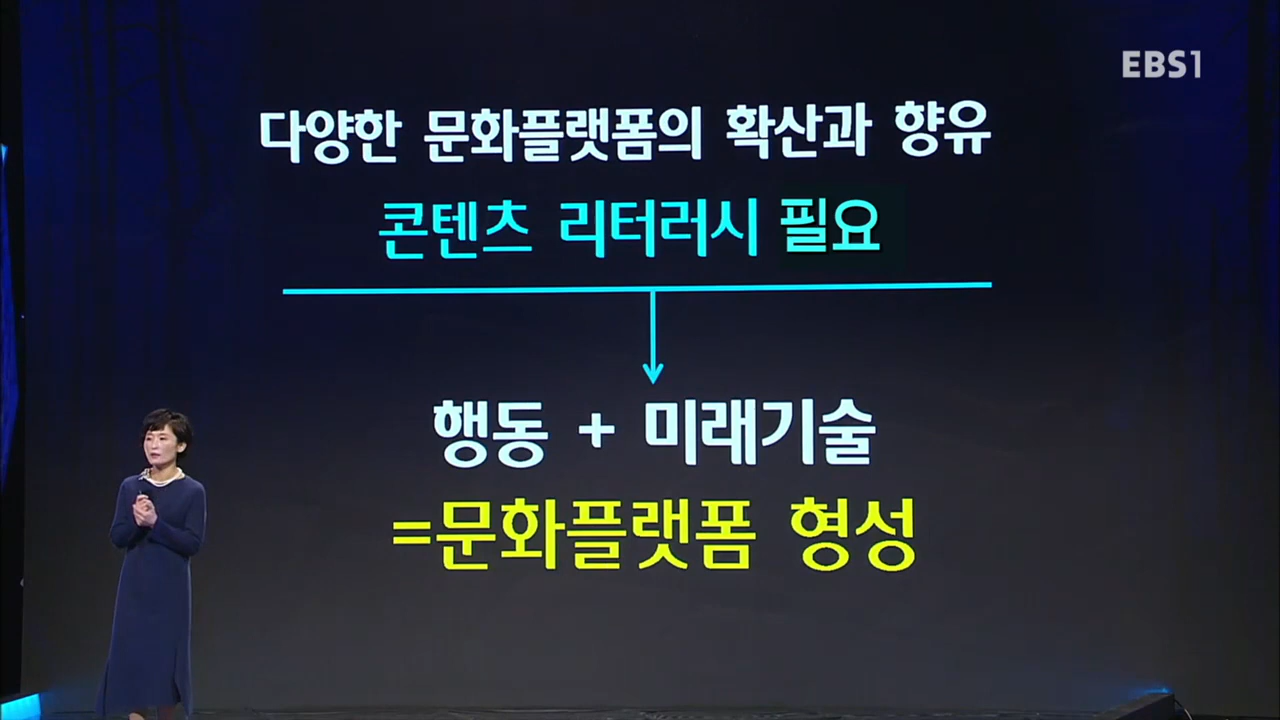 EBS1
다양한 문화플랫폼의 확산과 향유
콘텐츠 리터러시 필요
행동 + 미래기술
=문화플랫폼 형성